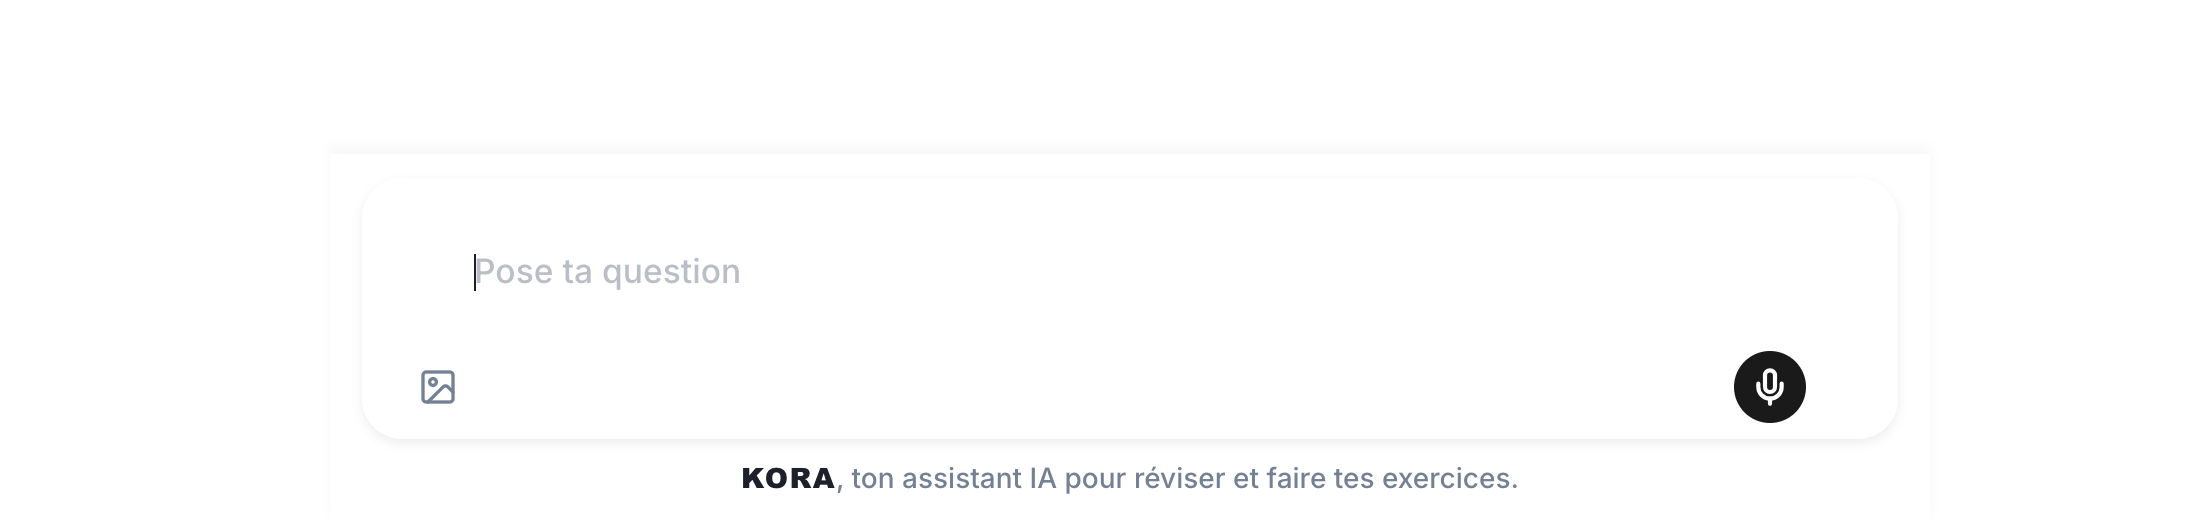 Pose ta question
KORA, ton assistant IA pour réviser et faire tes exercices.